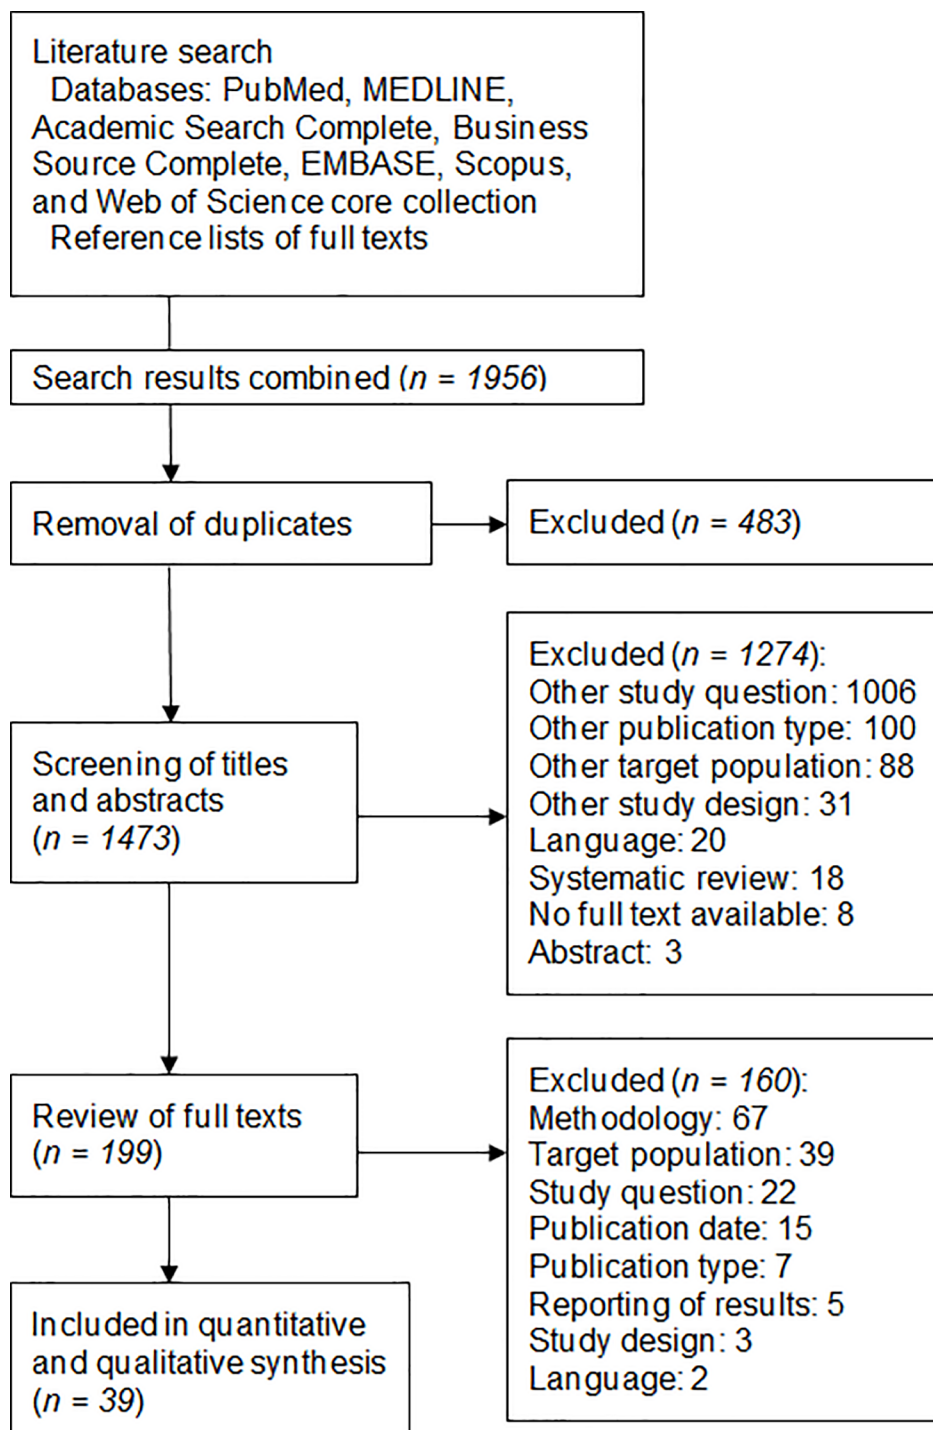 Literature search
Databases: PubMed, MEDLINE,
Academic Search Complete, Business
Source Complete, EMBASE, Scopus,
and Web of Science core collection
Reference lists of full texts
Search results combined (n = 1956)
Removal of duplicates
Excluded (n = 483)
Screening of titles
and abstracts
(n = 1473)
Excluded (n = 1274):
Other study question: 1006
Other publication type: 100
Other target population: 88
Other study design: 31
Language: 20
Systematic review: 18
No full text available: 8
Abstract: 3
Review of full texts
(n = 199)
Excluded (n = 160):
Methodology: 67
Target population: 39
Study question: 22
Publication date: 15
Publication type: 7
Reporting of results: 5
Study design: 3
Language: 2
Included in quantitative
and qualitative synthesis
(n = 39)